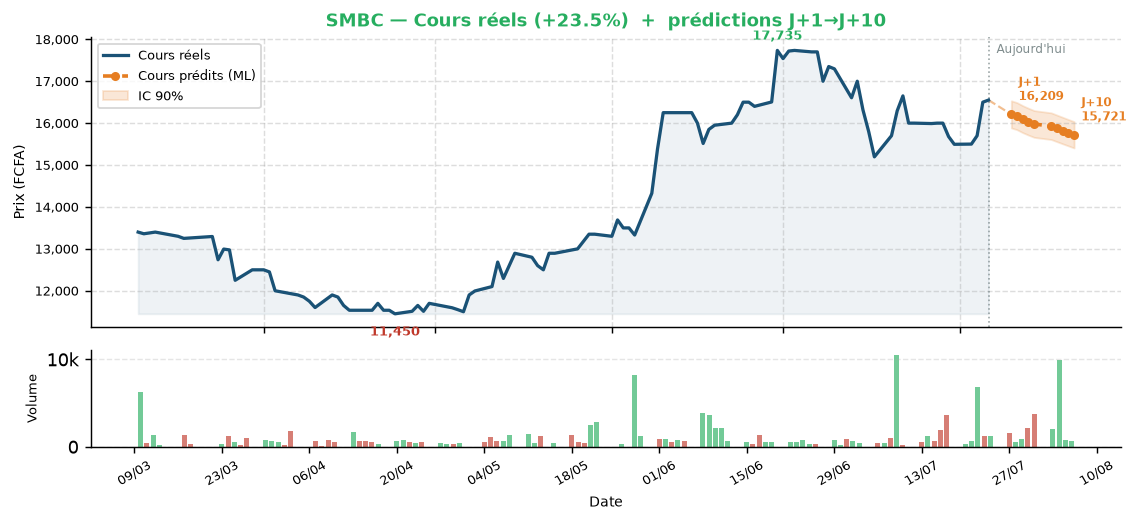 SMBC — Cours réels (+23.5%) + prédictions J+1→J+10
17,735
Aujourd'hui
Cours réels
Cours prédits (ML)
IC 90%
J+1
16,209
J+10
15,721
18,000
17,000
16,000
15,000
14,000
13,000
12,000
Prix (FCFA)
11,450
10k
0
Volume
09/03 23/03 06/04 20/04 04/05 18/05 01/06 15/06 29/06 13/07 27/07 10/08
Date